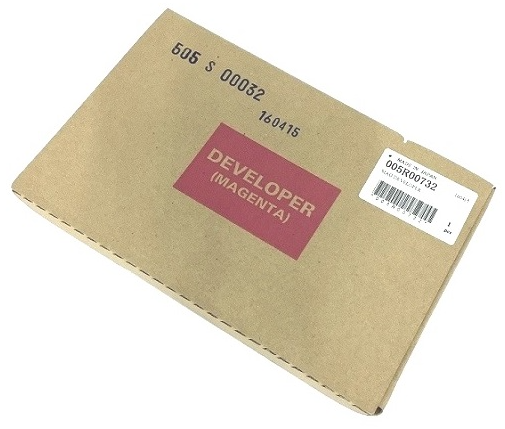 505 S 00032
160415
DEVELOPER
(MAGENTA)
MADE IN JAPAN
005R00732
1